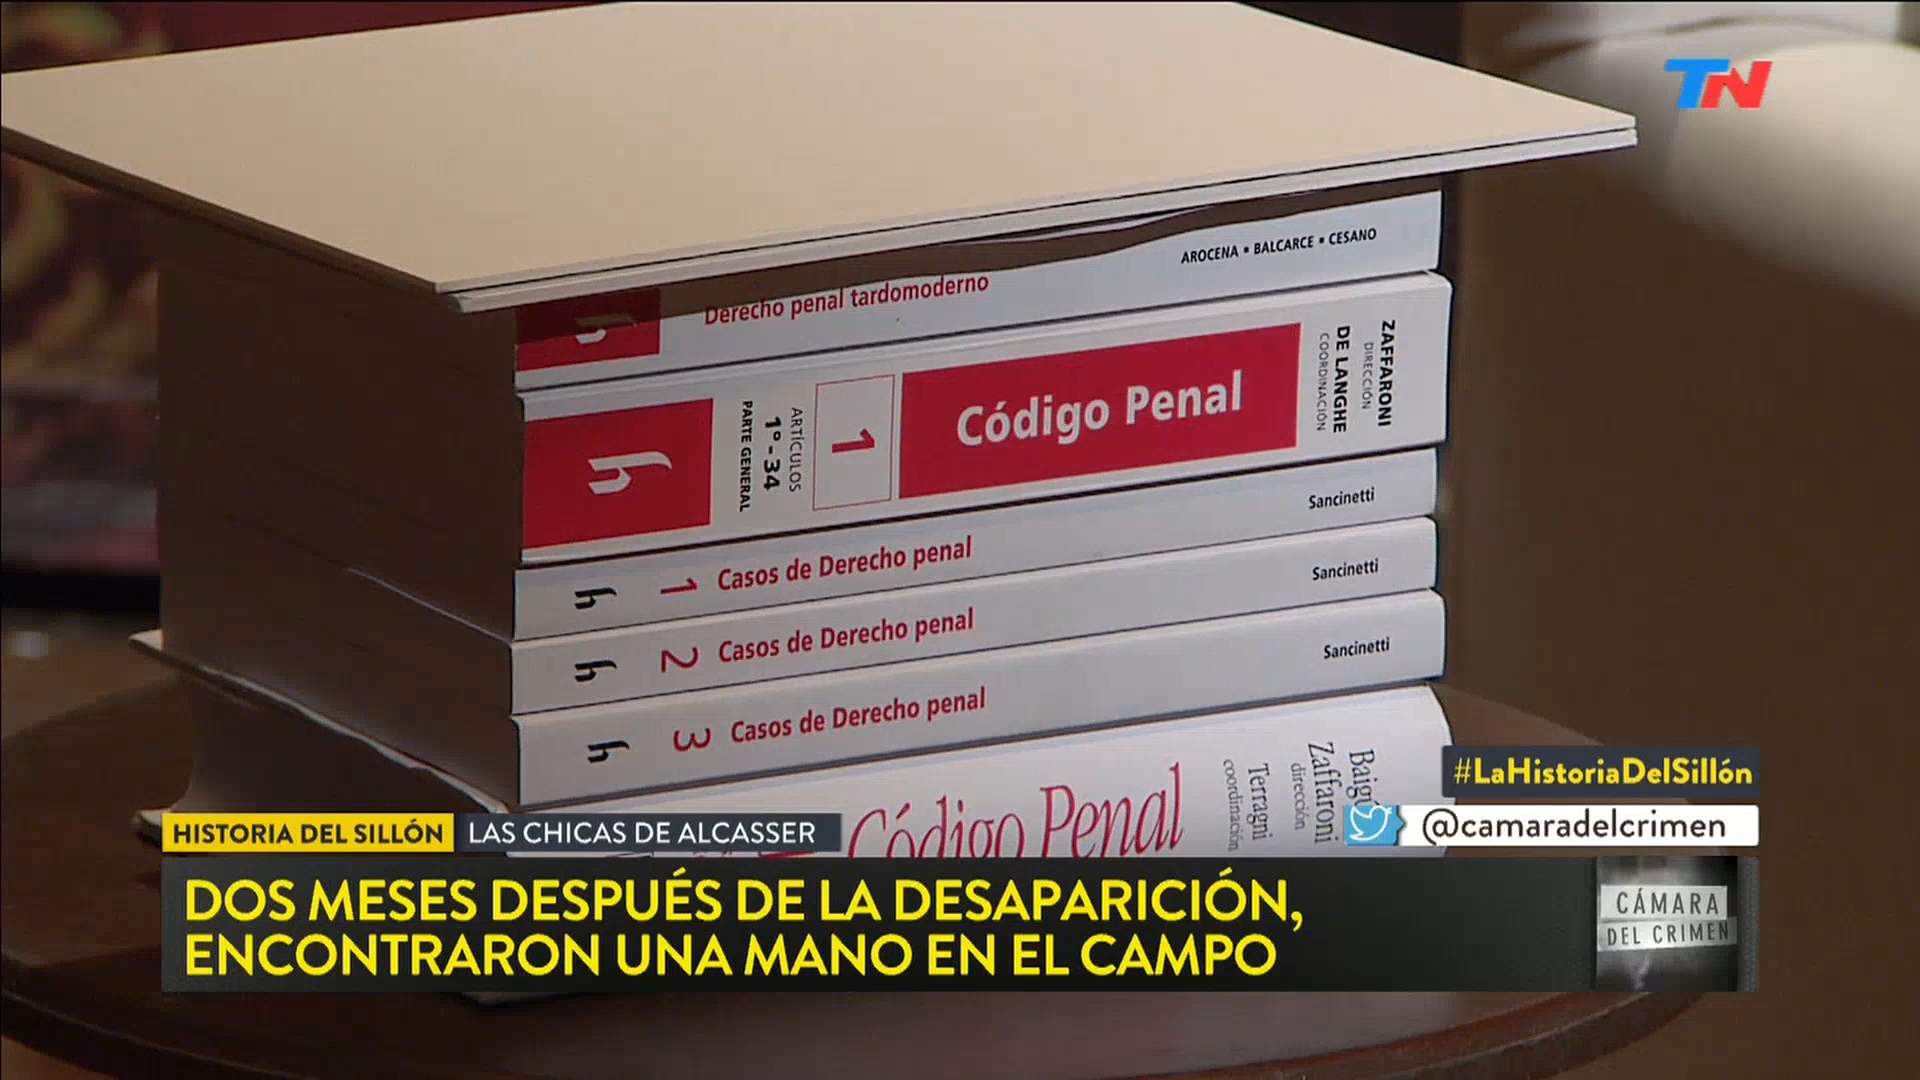 TN
AROCENA • BALCARCE • CESANO
h
Derecho penal tardomoderno
h
PARTE GENERAL
1º-34
ARTÍCULOS
1
Código Penal
COORDINACIÓN
DE LANGHE
DIRECCIÓN
ZAFFARONI
h
1
Casos de Derecho penal
Sancinetti
h
2
Casos de Derecho penal
Sancinetti
h
3
Casos de Derecho penal
Sancinetti
Código Penal
coordinación
Terragni
dirección
Zaffaroni
#LaHistoriaDelSillón
@camaradelcrimen
HISTORIA DEL SILLÓN
LAS CHICAS DE ALCASSER
DOS MESES DESPUÉS DE LA DESAPARICIÓN,
ENCONTRARON UNA MANO EN EL CAMPO
CÁMARA
DEL CRIMEN